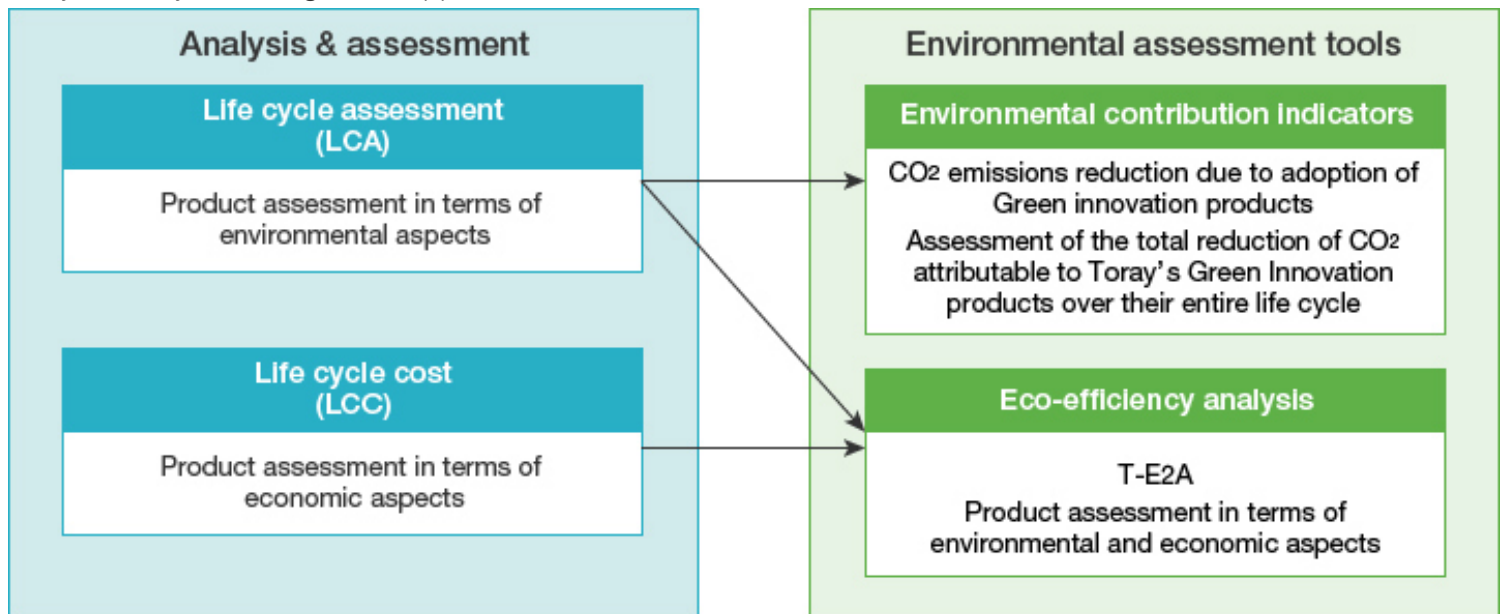 Analysis & assessment
Life cycle assessment
(LCA)
Product assessment in terms of
environmental aspects
Life cycle cost
(LCC)
Product assessment in terms of
economic aspects
Environmental assessment tools
Environmental contribution indicators
CO2 emissions reduction due to adoption of
Green innovation products
Assessment of the total reduction of CO2
attributable to Toray's Green Innovation
products over their entire life cycle
Eco-efficiency analysis
T-E2A
Product assessment in terms of
environmental and economic aspects